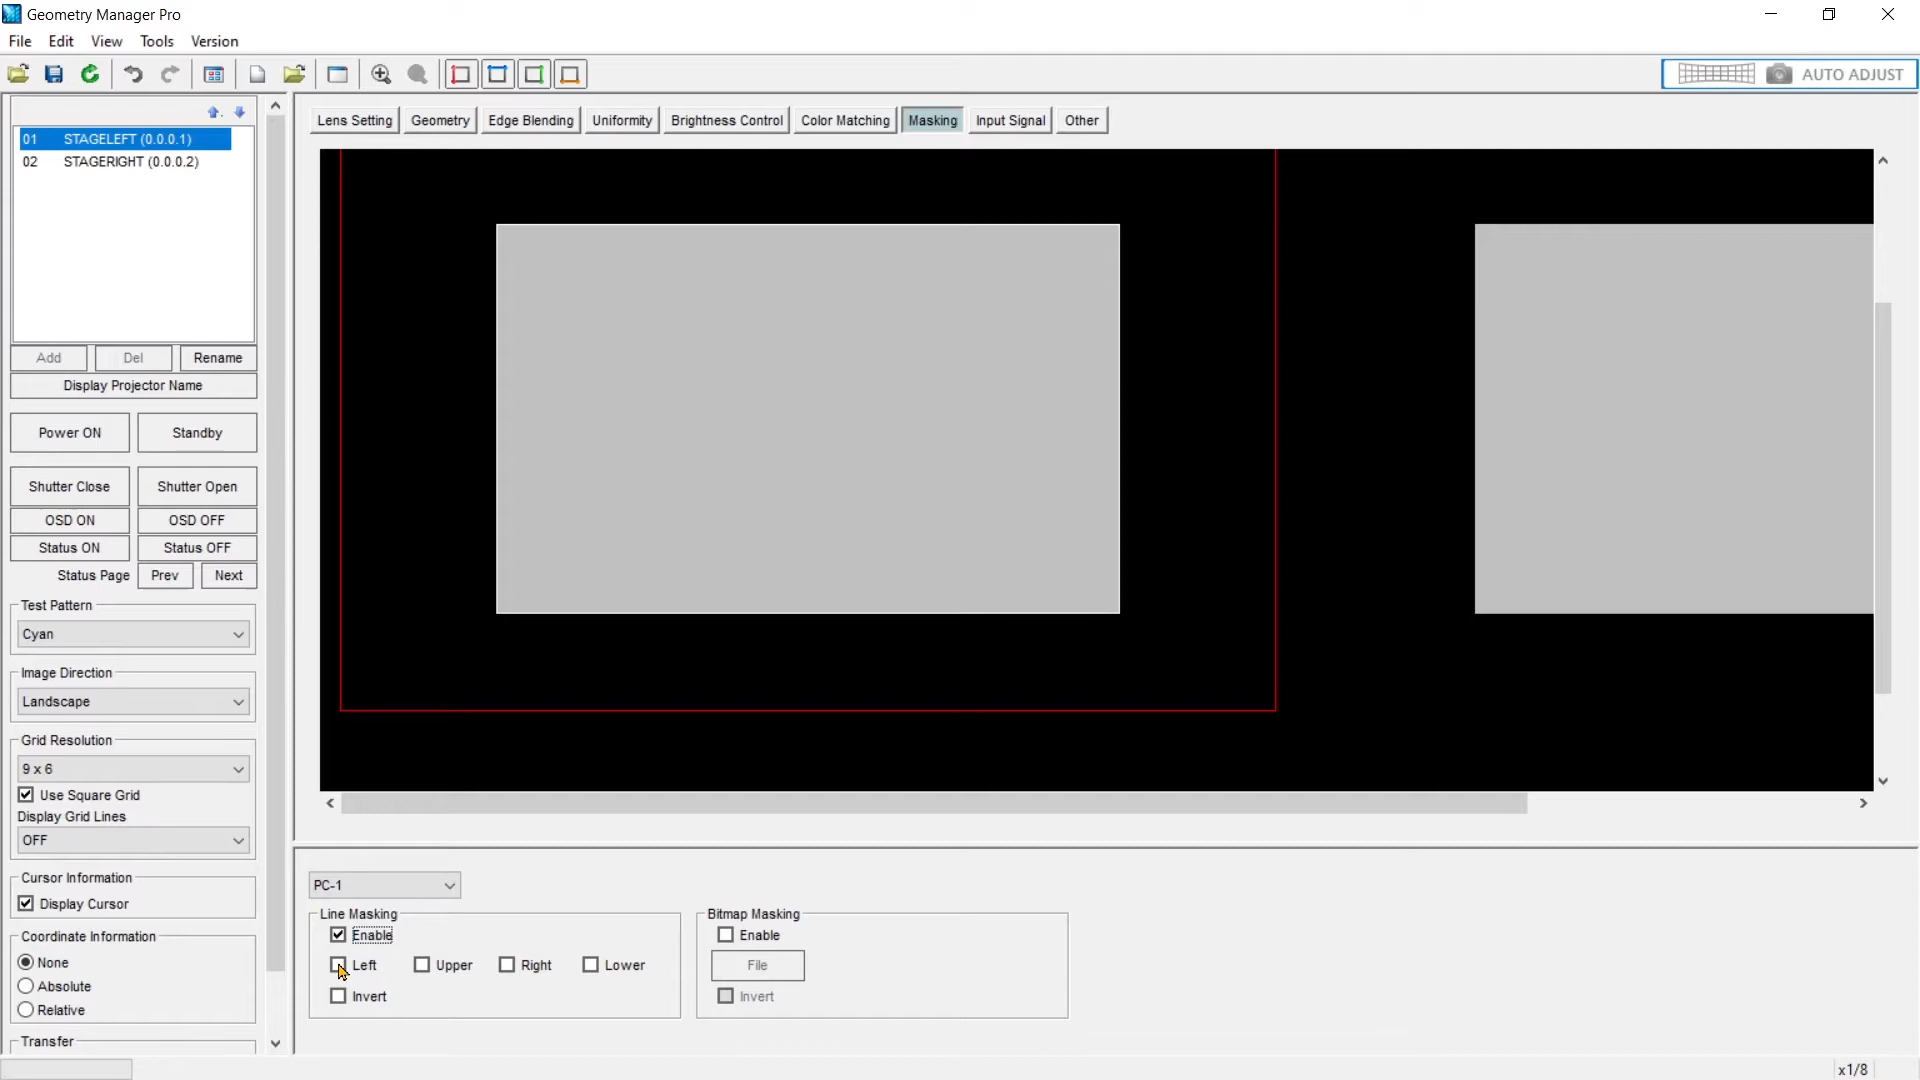 Geometry Manager Pro
File Edit View Tools Version
AUTO ADJUST
01 STAGELEFT (0.0.0.1)
02 STAGERIGHT (0.0.0.2)
Add Del Rename
Display Projector Name
Power ON Standby
Shutter Close Shutter Open
OSD ON OSD OFF
Status ON Status OFF
Status Page Prev Next
Test Pattern
Cyan
Image Direction
Landscape
Grid Resolution
9 x 6
Use Square Grid
Display Grid Lines
OFF
Cursor Information
Display Cursor
Coordinate Information
None
Absolute
Relative
Transfer
Lens Setting Geometry Edge Blending Uniformity Brightness Control Color Matching Masking Input Signal Other
PC-1
Line Masking
Enable
Left Upper Right Lower
Invert
Bitmap Masking
Enable
File
Invert
x1/8